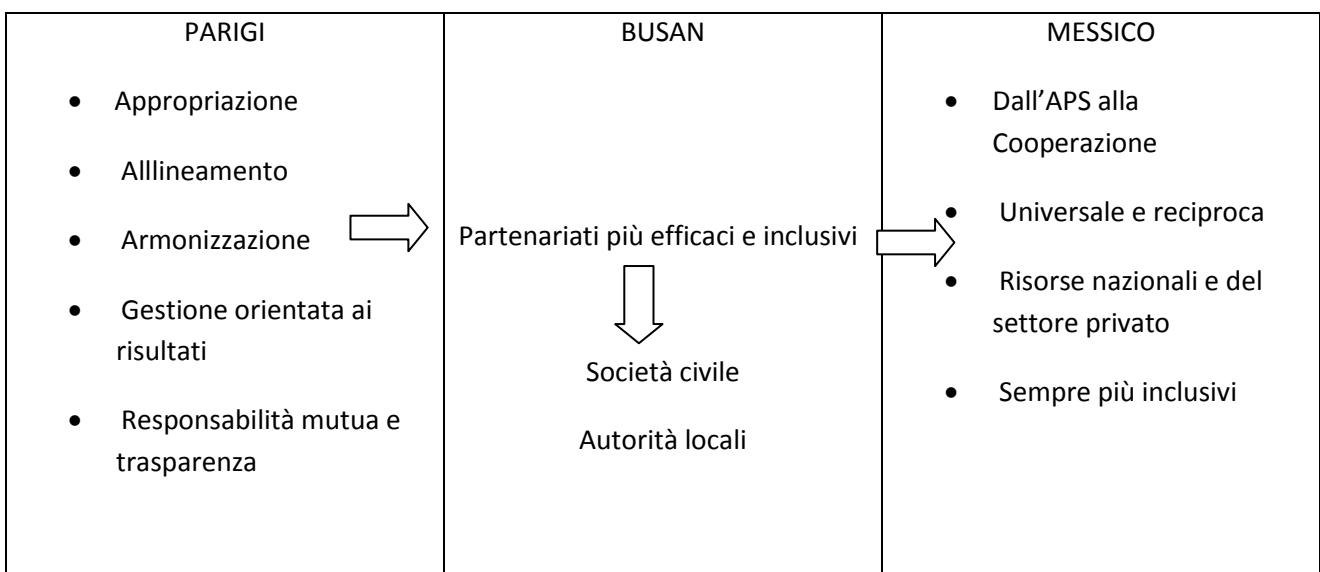 PARIGI
• Appropriazione
• Alllineamento
• Armonizzazione
• Gestione orientata ai
risultati
• Responsabilità mutua e
trasparenza
BUSAN
Partenariati più efficaci e inclusivi
Società civile
Autorità locali
MESSICO
• Dall’APS alla
Cooperazione
• Universale e reciproca
• Risorse nazionali e del
settore privato
• Sempre più inclusivi